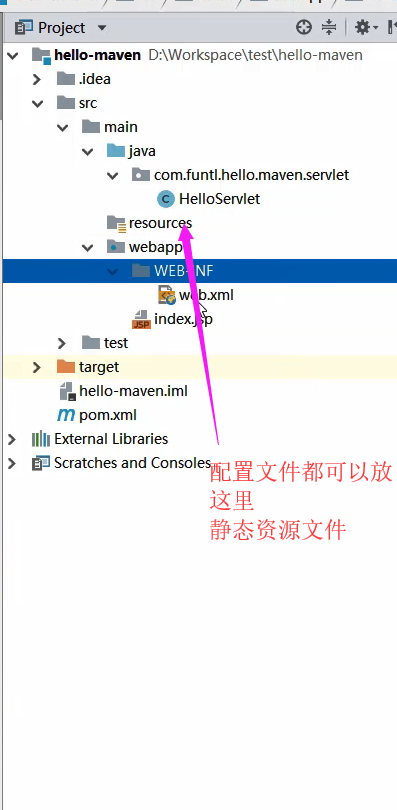 Project
hello-maven D:\Workspace\test\hello-maven
.idea
src
main
java
com.funtl.hello.maven.servlet
C HelloServlet
resources
webapp
WEB-INF
web.xml
JSP index.jsp
test
target
hello-maven.iml
m pom.xml
External Libraries
Scratches and Consoles
配置文件都可以放
这里
静态资源文件